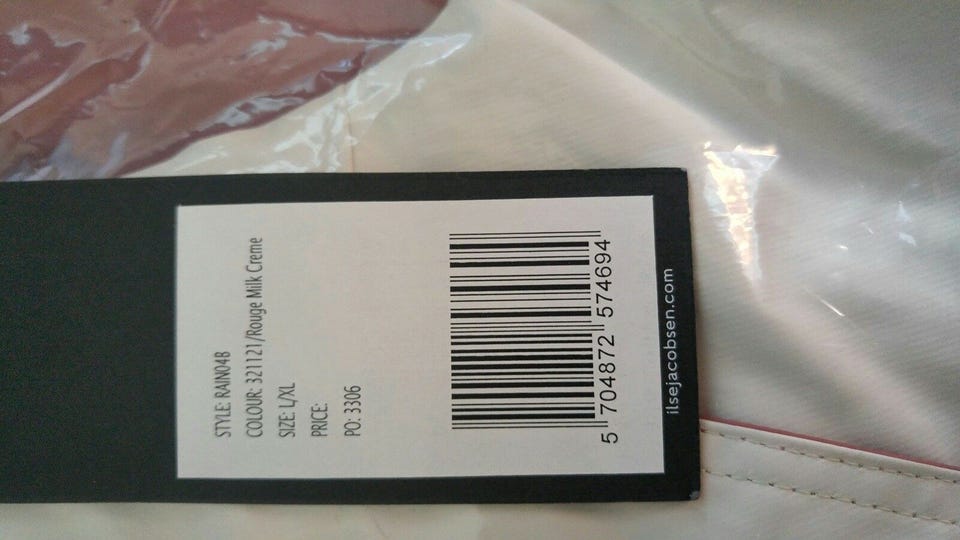 STYLE: RAIN04B
COLOUR: 321121/Rouge Milk Creme
SIZE: L/XL
PRICE:
PO: 3306
5 704872 574694
ilsejacobsen.com